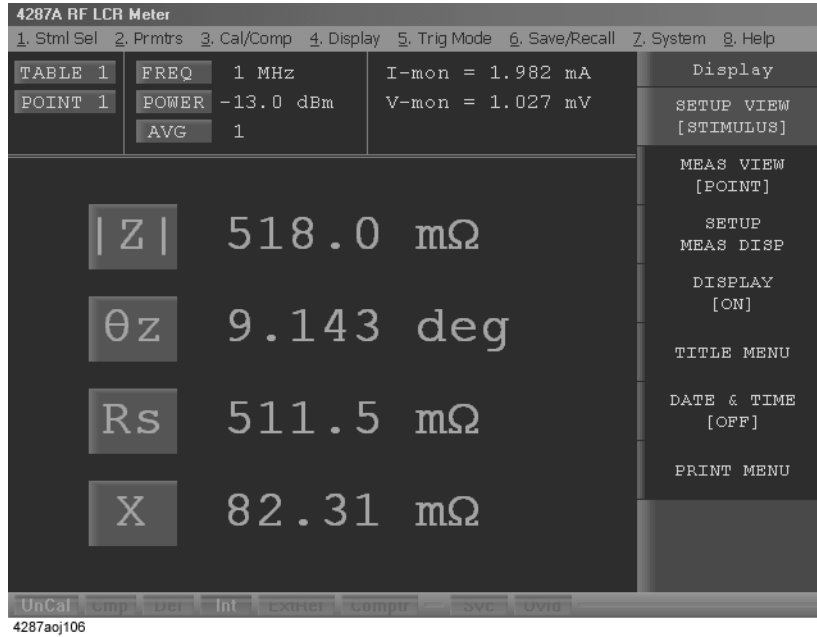 4287A RF LCR Meter
1. Stml Sel 2. Prmtrs 3. Cal/Comp 4. Display 5. Trig Mode 6. Save/Recall 7. System 8. Help
TABLE 1 FREQ 1 MHz I-mon = 1.982 mA
POINT 1 POWER -13.0 dBm V-mon = 1.027 mV
AVG 1
|Z| 518.0 mΩ
θz 9.143 deg
Rs 511.5 mΩ
X 82.31 mΩ
Display
SETUP VIEW
[STIMULUS]
MEAS VIEW
[POINT]
SETUP
MEAS DISP
DISPLAY
[ON]
TITLE MENU
DATE & TIME
[OFF]
PRINT MENU
UnCal Cmp Del Int ExtRef Comptr --- Svc Ovld
4287aoj106